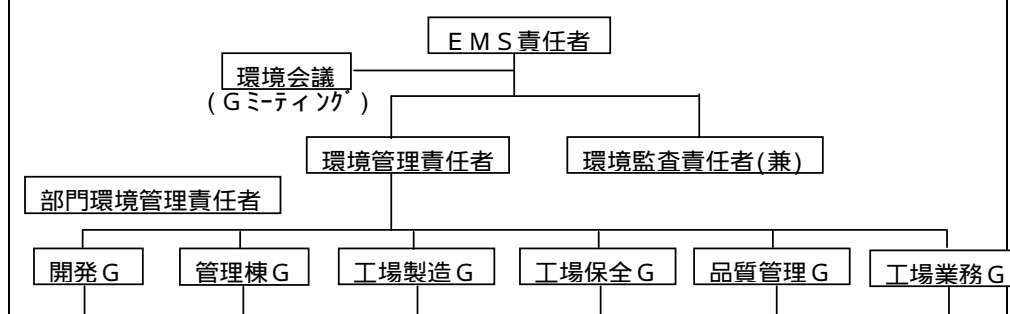 ＥＭＳ責任者
環境会議
(Ｇﾐｰﾃｨﾝｸﾞ)
環境管理責任者
環境監査責任者(兼)
部門環境管理責任者
開発Ｇ
管理棟Ｇ
工場製造Ｇ
工場保全Ｇ
品質管理Ｇ
工場業務Ｇ